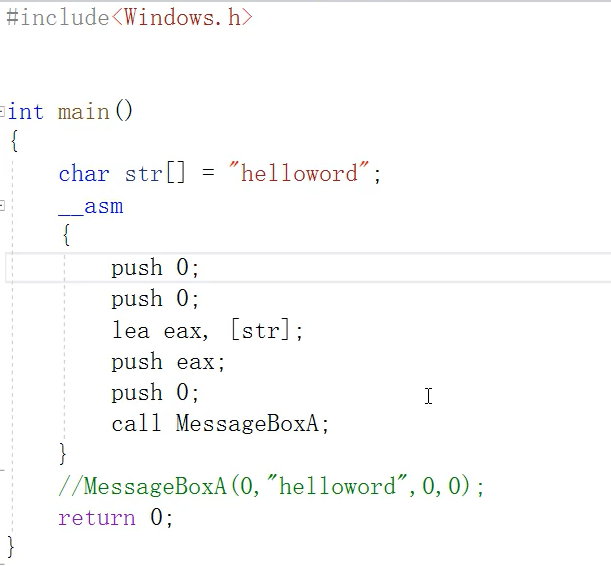 #include<Windows.h>
int main()
{
char str[] = "helloword";
__asm
{
push 0;
push 0;
lea eax, [str];
push eax;
push 0;
call MessageBoxA;
}
//MessageBoxA(0,"helloword",0,0);
return 0;
}